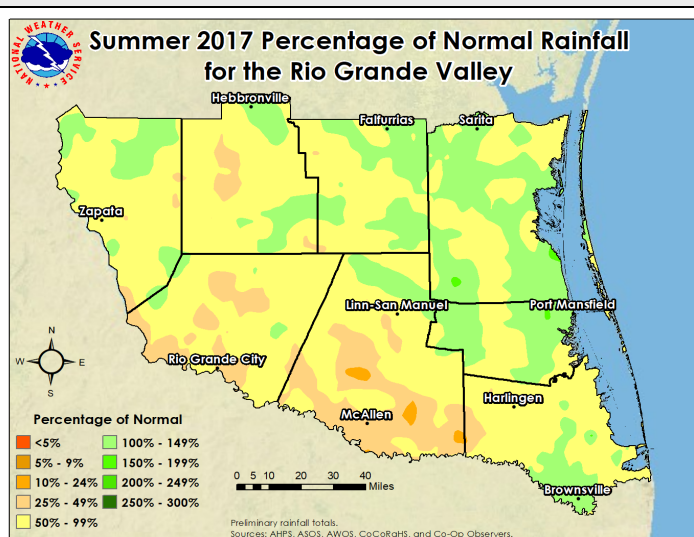 NATIONAL WEATHER SERVICE
Summer 2017 Percentage of Normal Rainfall
for the Rio Grande Valley
Hebbronville
Falfurrias
Sarita
Zapata
Linn-San Manuel
Port Mansfield
N
W
E
S
Rio Grande City
Harlingen
McAllen
Brownsville
Percentage of Normal
<5%
100% - 149%
5% - 9%
150% - 199%
10% - 24%
200% - 249%
25% - 49%
250% - 300%
50% - 99%
0 5 10 20 30 40
Miles
Preliminary rainfall totals.
Sources: AHPS, ASOS, AWOS, CoCoRaHS, and Co-Op Observers.